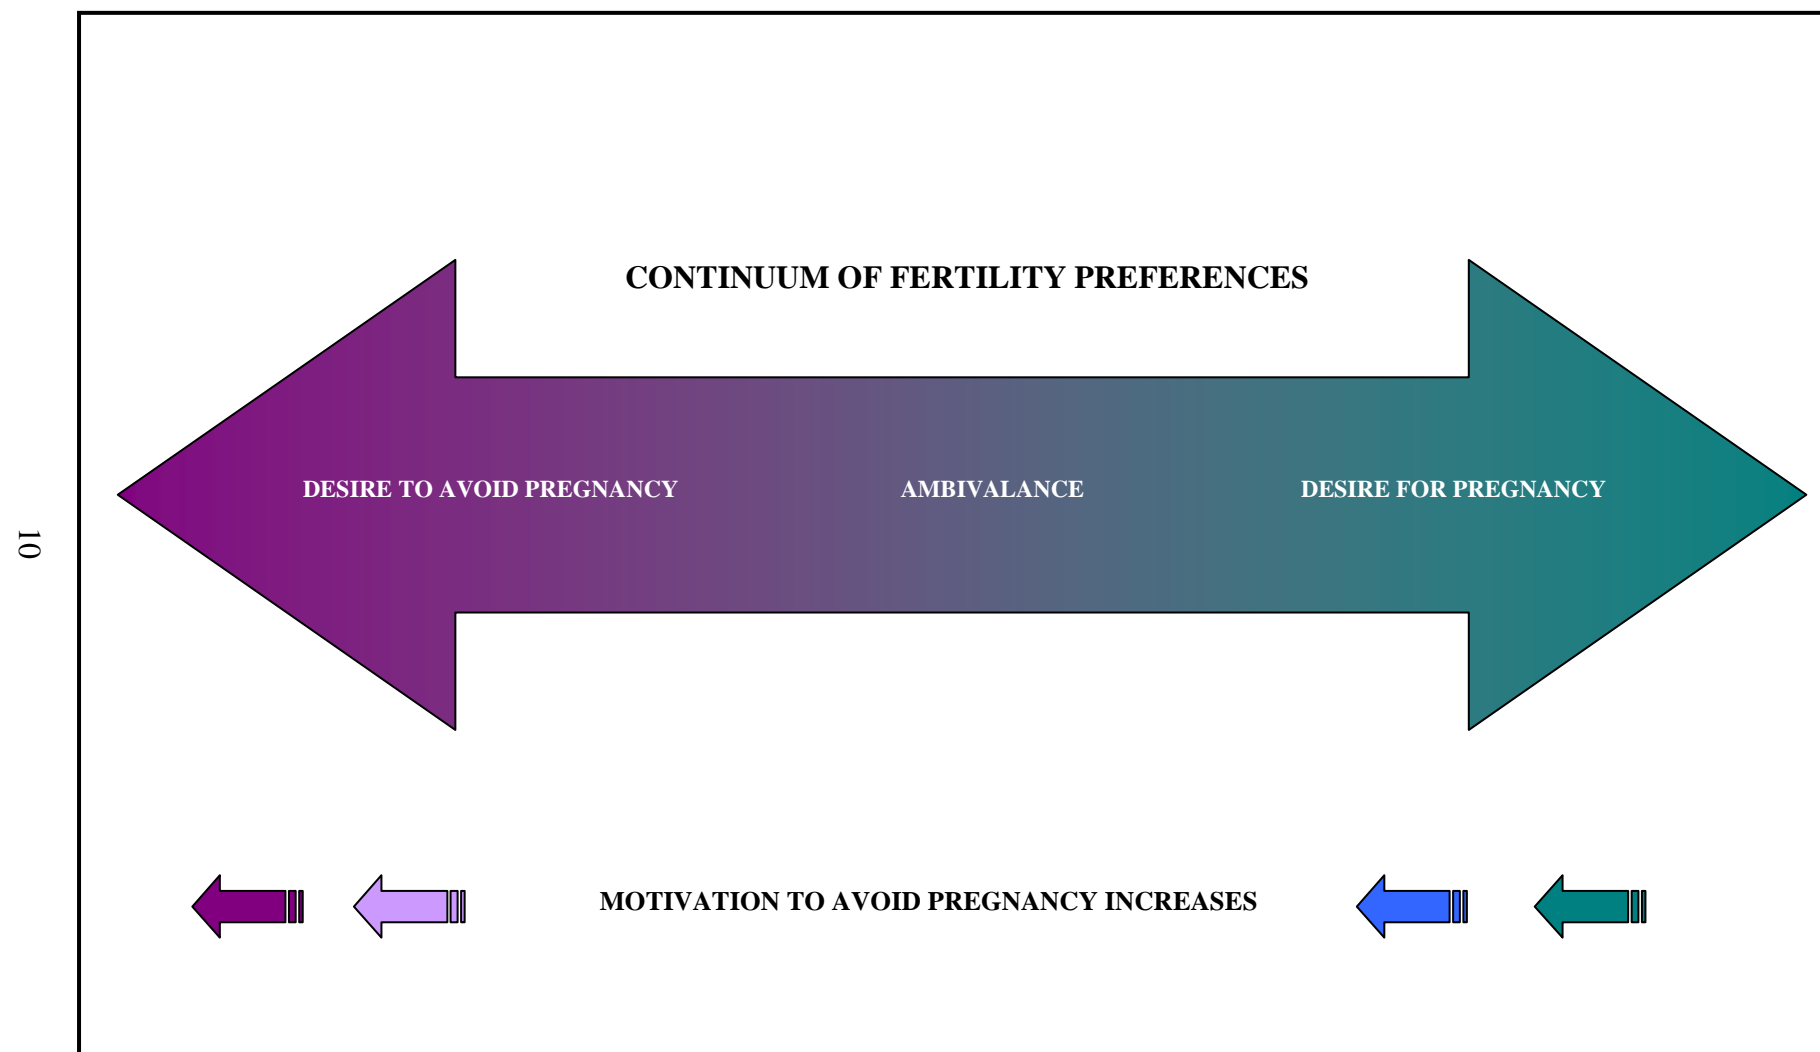 CONTINUUM OF FERTILITY PREFERENCES
DESIRE TO AVOID PREGNANCY
AMBIVALANCE
DESIRE FOR PREGNANCY
10
MOTIVATION TO AVOID PREGNANCY INCREASES